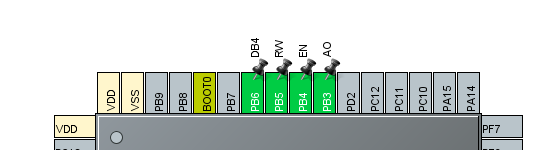 DB4 RW EN AO
VDD VSS PB9 PB8 BOOT0 PB7 PB6 PB5 PB4 PB3 PD2 PC12 PC11 PC10 PA15 PA14
VDD PF7